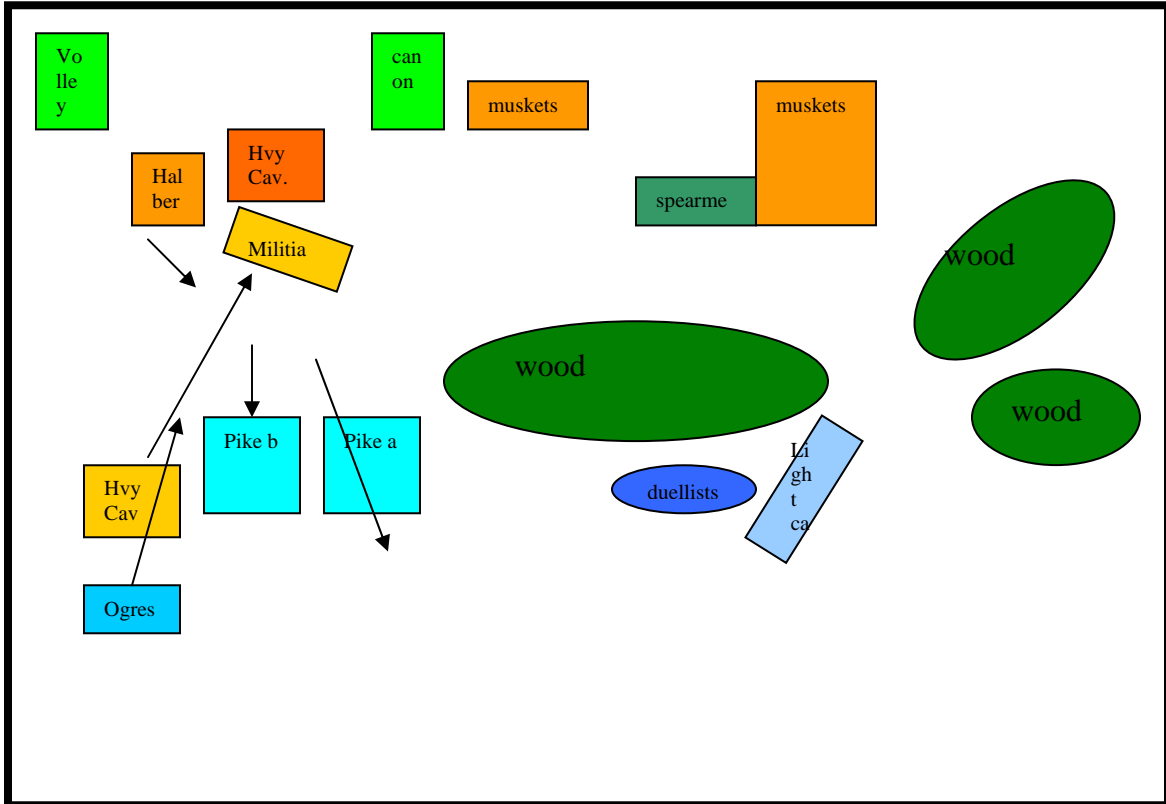 Vo
lle
y
can
on
muskets
muskets
Hvy
Cav.
Hal
ber
spearme
Militia
wood
wood
wood
Pike b
Pike a
Li
gh
t
ca
Hvy
Cav
duellists
Ogres